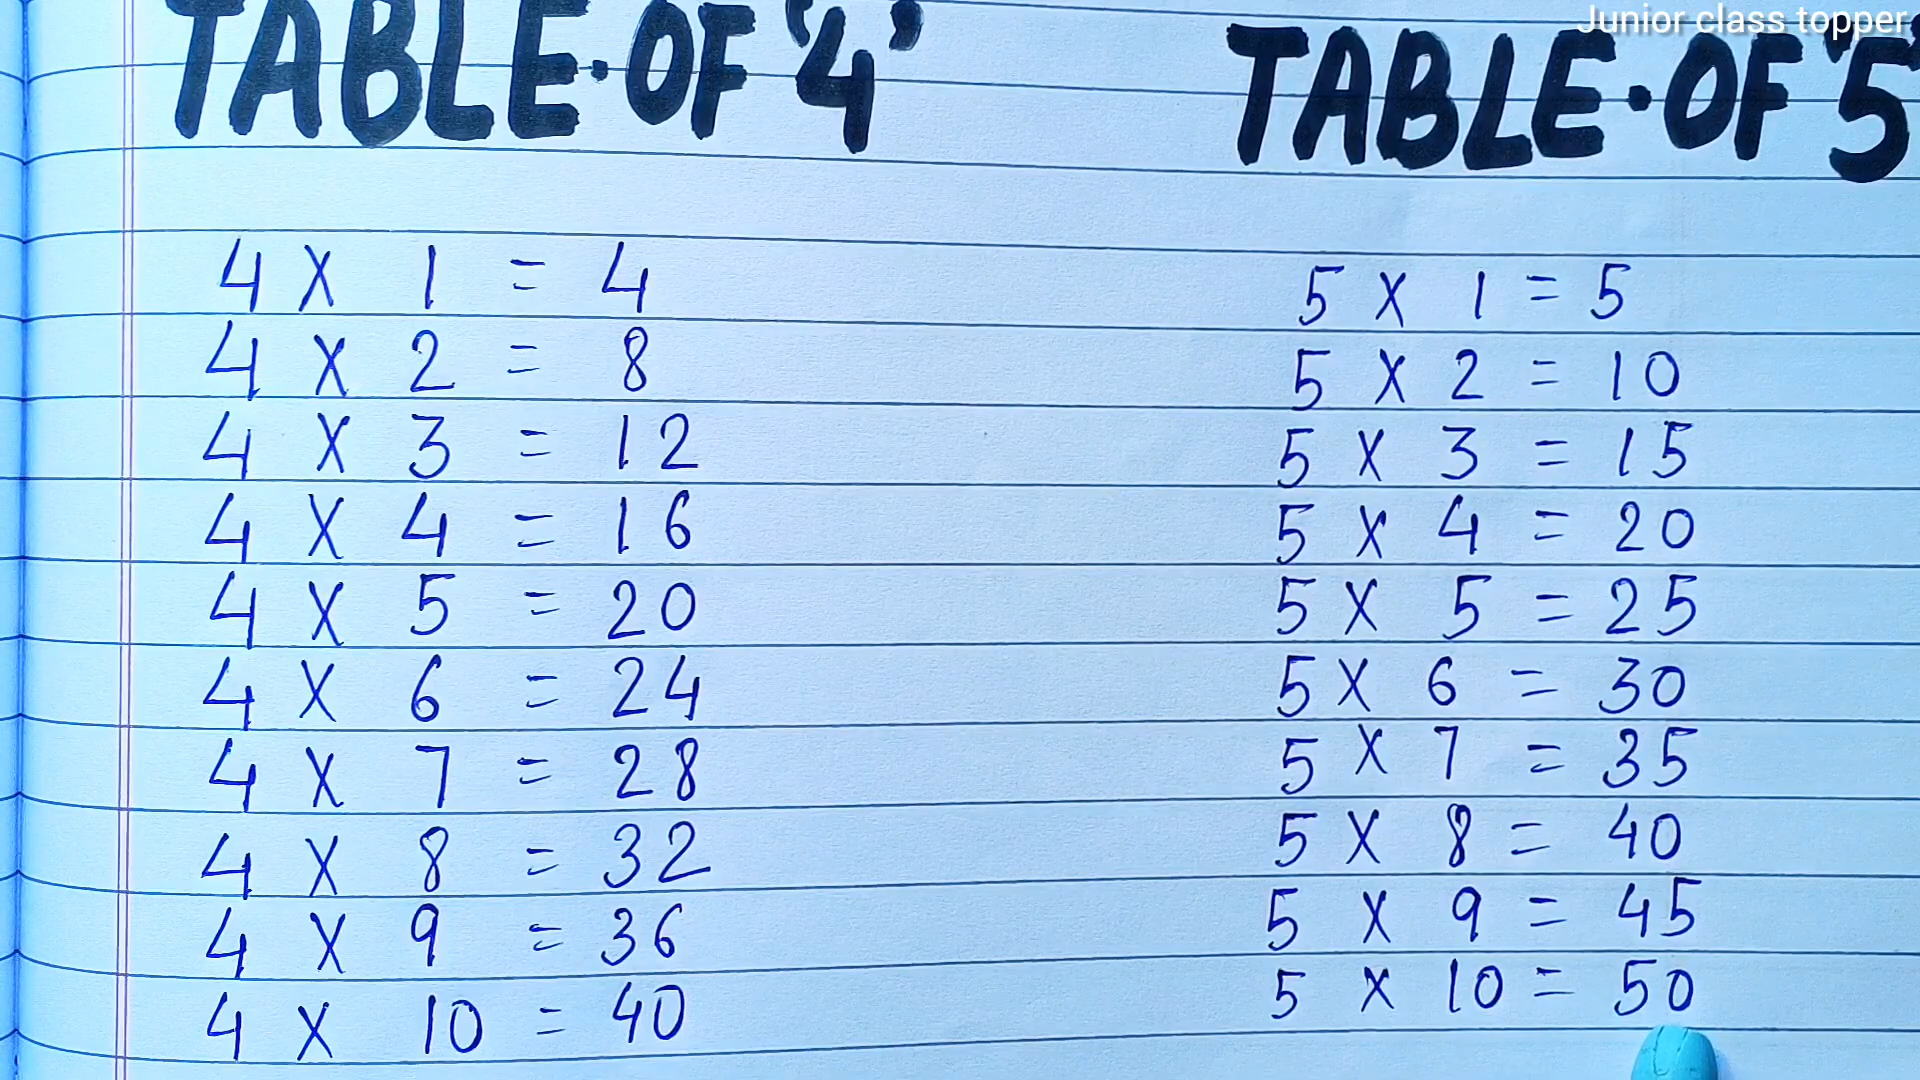 Junior class topper
TABLE·OF '4'
4 X 1 = 4
4 X 2 = 8
4 X 3 = 12
4 X 4 = 16
4 X 5 = 20
4 X 6 = 24
4 X 7 = 28
4 X 8 = 32
4 X 9 = 36
4 X 10 = 40
TABLE·OF '5'
5 X 1 = 5
5 X 2 = 10
5 X 3 = 15
5 X 4 = 20
5 X 5 = 25
5 X 6 = 30
5 X 7 = 35
5 X 8 = 40
5 X 9 = 45
5 X 10 = 50